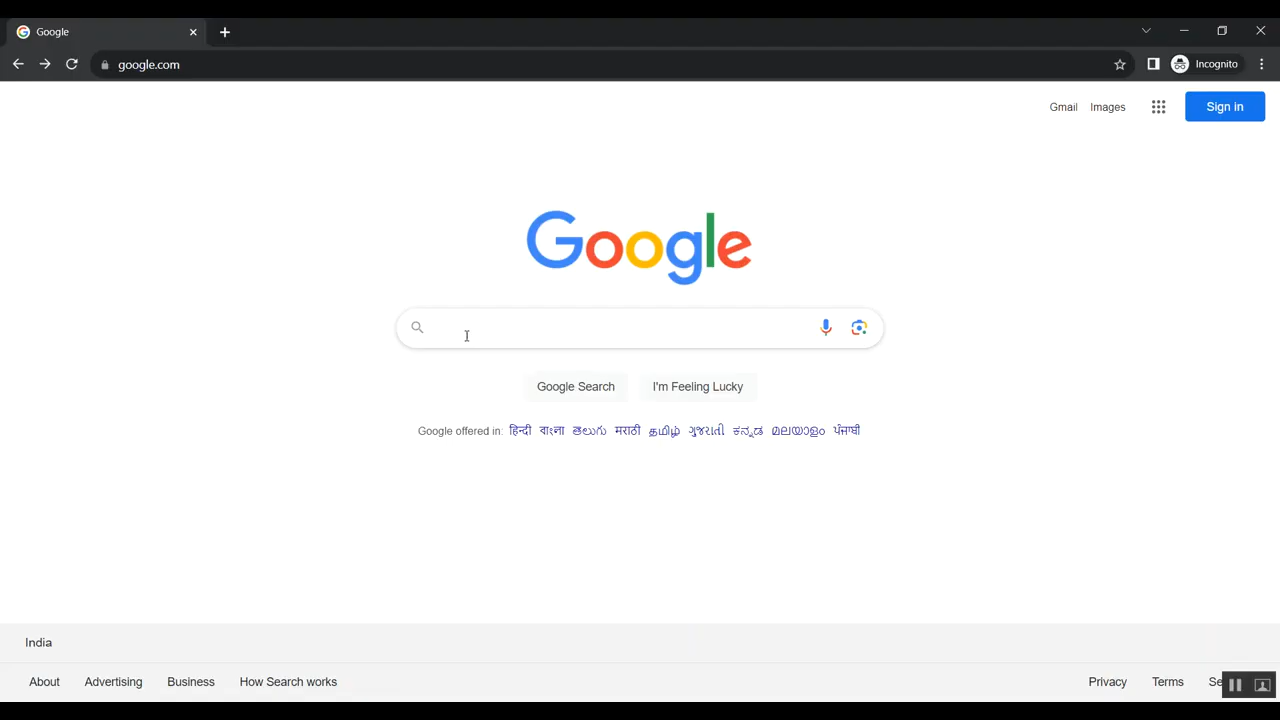 Google
google.com
Incognito
Gmail Images Sign in
Google
Google Search I'm Feeling Lucky
Google offered in: हिन्दी বাংলা తెలుగు मराठी தமிழ் ગુજરાતી ಕನ್ನಡ മലയാളം ਪੰਜਾਬੀ
India
About Advertising Business How Search works Privacy Terms Se